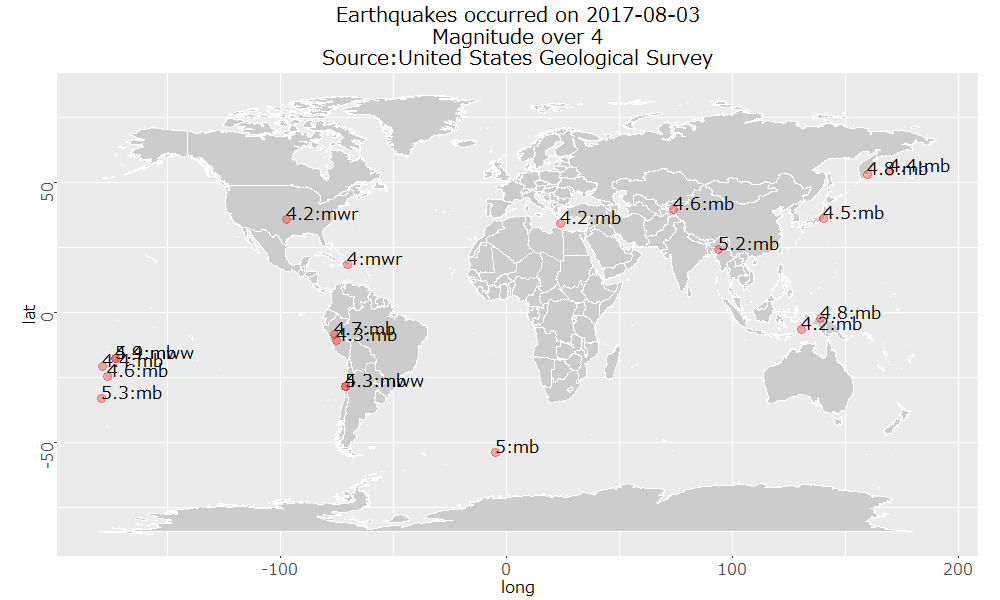 Earthquakes occurred on 2017-08-03
Magnitude over 4
Source:United States Geological Survey
4.8:mb
4.4:mb
4.2:mwr
4.6:mb
4.5:mb
4.2:mb
5.2:mb
4:mwr
4.8:mb
4.2:mb
4.7:mb
4.3:mb
4.6:mb
5.3:mb
5:mb
lat
50
0
-50
-100
0
100
200
long